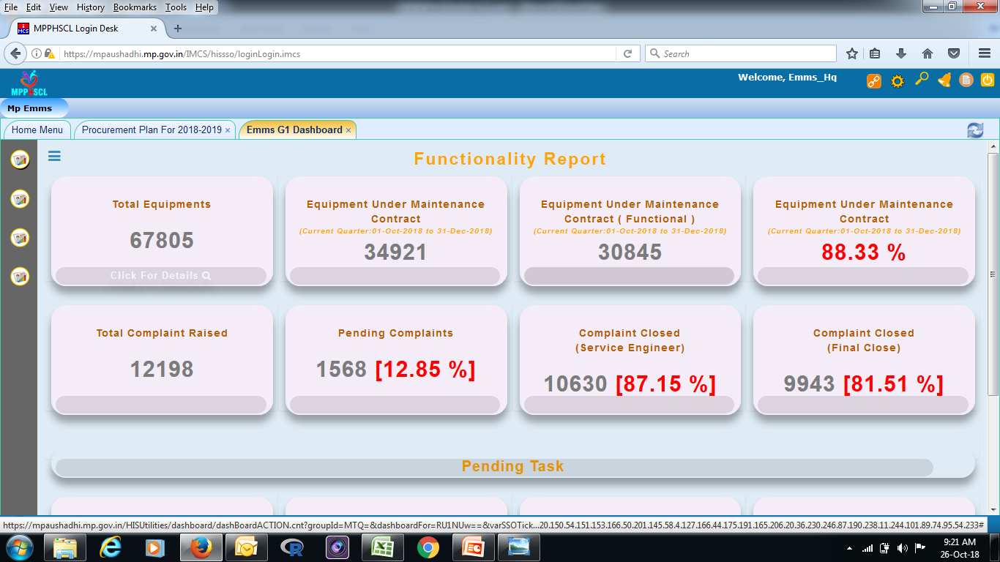 File Edit View History Bookmarks Tools Help
MPPHSCL Login Desk
https://mpaushadhi.mp.gov.in/IMCS/hissso/loginLogin.imcs
Search
MPPHSCL
Welcome, Emms_Hq
Mp Emms
Home Menu Procurement Plan For 2018-2019 × Emms G1 Dashboard ×
Functionality Report
Total Equipments
67805
Click For Details
Equipment Under Maintenance
Contract
(Current Quarter:01-Oct-2018 to 31-Dec-2018)
34921
Equipment Under Maintenance
Contract ( Functional )
(Current Quarter:01-Oct-2018 to 31-Dec-2018)
30845
Equipment Under Maintenance
Contract
(Current Quarter:01-Oct-2018 to 31-Dec-2018)
88.33 %
Total Complaint Raised
12198
Pending Complaints
1568 [12.85 %]
Complaint Closed
(Service Engineer)
10630 [87.15 %]
Complaint Closed
(Final Close)
9943 [81.51 %]
Pending Task
https://mpaushadhi.mp.gov.in/HISUtilities/dashboard/dashBoardACTION.cnt?groupId=MTQ=&dashboardFor=RU1NUw==&varSSOTick...20.150.54.151.153.166.50.201.145.58.4.127.166.44.175.191.165.206.20.36.230.246.87.190.238.11.244.101.89.74.95.54.233#
9:21 AM
26-Oct-18